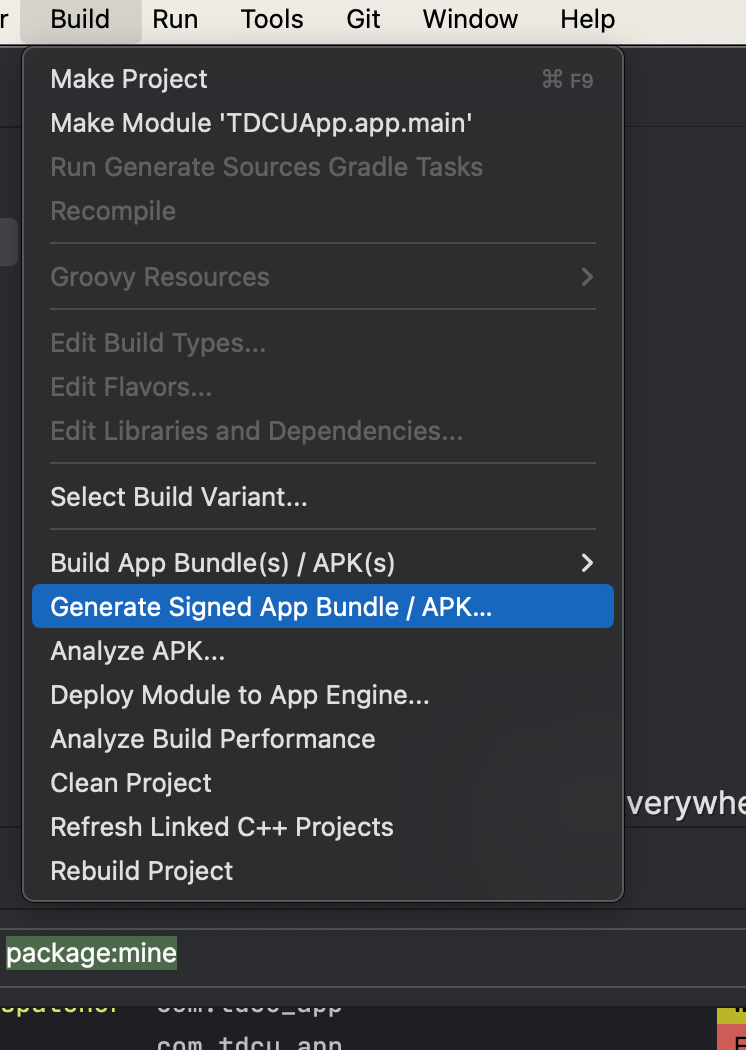 Build Run Tools Git Window Help
Make Project ⌘ F9
Make Module 'TDCUApp.app.main'
Run Generate Sources Gradle Tasks
Recompile
Groovy Resources
Edit Build Types...
Edit Flavors...
Edit Libraries and Dependencies...
Select Build Variant...
Build App Bundle(s) / APK(s)
Generate Signed App Bundle / APK...
Analyze APK...
Deploy Module to App Engine...
Analyze Build Performance
Clean Project
verywhe
Refresh Linked C++ Projects
Rebuild Project
package:mine
com.tdcu_app
com.tdcu_app